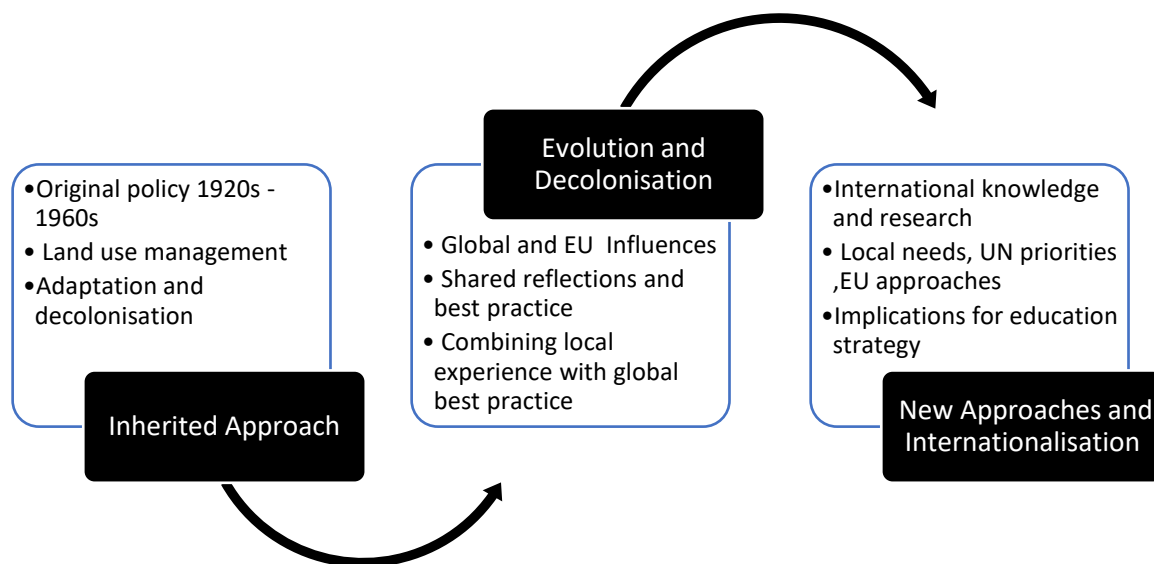 •Original policy 1920s -
1960s
• Land use management
•Adaptation and
decolonisation
Inherited Approach
Evolution and
Decolonisation
• Global and EU  Influences
• Shared reflections and
best practice
• Combining local
experience with global
best practice
•International knowledge
and research
• Local needs, UN priorities
,EU approaches
•Implications for education
strategy
New Approaches and
Internationalisation